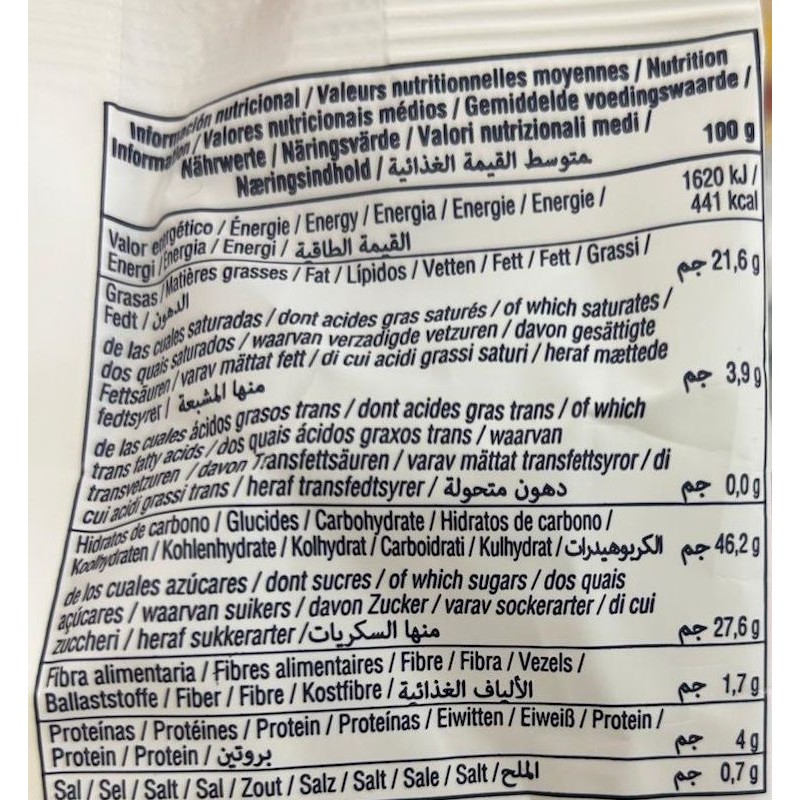 Información nutricional / Valeurs nutritionnelles moyennes / Nutrition
Information / Valores nutricionais médios / Gemiddelde voedingswaarde /
Nährwerte / Näringsvärde / Valori nutrizionali medi /
Næringsindhold / متوسط القيمة الغذائية
100 g
Valor energético / Énergie / Energy / Energia / Energie / Energie /
Energi / Energia / Energi / القيمة الطاقية
1620 kJ /
441 kcal
Grasas / Matières grasses / Fat / Lípidos / Vetten / Fett / Fett / Grassi /
Fedt / الدهون
21,6 g جم
de las cuales saturadas / dont acides gras saturés / of which saturates /
dos quais saturados / waarvan verzadigde vetzuren / davon gesättigte
Fettsäuren / varav mättat fett / di cui acidi grassi saturi / heraf mættede
fedtsyrer / منها المشبعة
3,9 g جم
de las cuales ácidos grasos trans / dont acides gras trans / of which
trans fatty acids / dos quais ácidos graxos trans / waarvan
transvetzuren / davon Transfettsäuren / varav mättat transfettsyror / di
cui acidi grassi trans / heraf transfedtsyrer / دهون متحولة
0,0 g جم
Hidratos de carbono / Glucides / Carbohydrate / Hidratos de carbono /
Koolhydraten / Kohlenhydrate / Kolhydrat / Carboidrati / Kulhydrat / الكربوهيدرات
46,2 g جم
de los cuales azúcares / dont sucres / of which sugars / dos quais
açúcares / waarvan suikers / davon Zucker / varav sockerarter / di cui
zuccheri / heraf sukkerarter / منها السكريات
27,6 g جم
Fibra alimentaria / Fibres alimentaires / Fibre / Fibra / Vezels /
Ballaststoffe / Fiber / Fibre / Kostfibre / الألياف الغذائية
1,7 g جم
Proteínas / Protéines / Protein / Proteínas / Eiwitten / Eiweiß / Protein /
Protein / Protein / بروتين
4 g جم
Sal / Sel / Salt / Sal / Zout / Salz / Salt / Sale / Salt / الملح
0,7 g جم